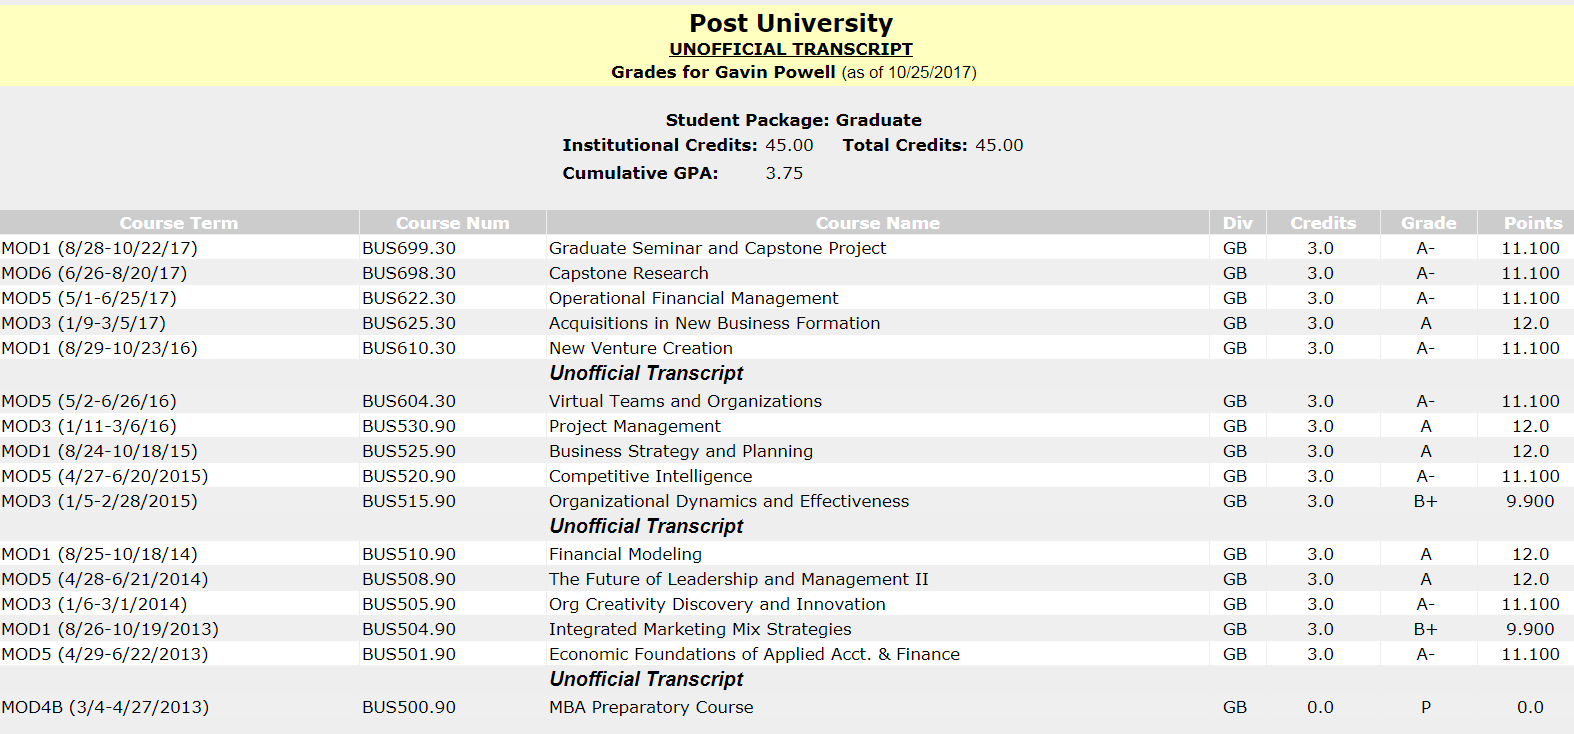 Post University
UNOFFICIAL TRANSCRIPT
Grades for Gavin Powell (as of 10/25/2017)
Student Package: Graduate
Institutional Credits: 45.00 Total Credits: 45.00
Cumulative GPA: 3.75
Course Term Course Num Course Name Div Credits Grade Points
MOD1 (8/28-10/22/17) BUS699.30 Graduate Seminar and Capstone Project GB 3.0 A- 11.100
MOD6 (6/26-8/20/17) BUS698.30 Capstone Research GB 3.0 A- 11.100
MOD5 (5/1-6/25/17) BUS622.30 Operational Financial Management GB 3.0 A- 11.100
MOD3 (1/9-3/5/17) BUS625.30 Acquisitions in New Business Formation GB 3.0 A 12.0
MOD1 (8/29-10/23/16) BUS610.30 New Venture Creation GB 3.0 A- 11.100
Unofficial Transcript
MOD5 (5/2-6/26/16) BUS604.30 Virtual Teams and Organizations GB 3.0 A- 11.100
MOD3 (1/11-3/6/16) BUS530.90 Project Management GB 3.0 A 12.0
MOD1 (8/24-10/18/15) BUS525.90 Business Strategy and Planning GB 3.0 A 12.0
MOD5 (4/27-6/20/2015) BUS520.90 Competitive Intelligence GB 3.0 A- 11.100
MOD3 (1/5-2/28/2015) BUS515.90 Organizational Dynamics and Effectiveness GB 3.0 B+ 9.900
Unofficial Transcript
MOD1 (8/25-10/18/14) BUS510.90 Financial Modeling GB 3.0 A 12.0
MOD5 (4/28-6/21/2014) BUS508.90 The Future of Leadership and Management II GB 3.0 A 12.0
MOD3 (1/6-3/1/2014) BUS505.90 Org Creativity Discovery and Innovation GB 3.0 A- 11.100
MOD1 (8/26-10/19/2013) BUS504.90 Integrated Marketing Mix Strategies GB 3.0 B+ 9.900
MOD5 (4/29-6/22/2013) BUS501.90 Economic Foundations of Applied Acct. & Finance GB 3.0 A- 11.100
Unofficial Transcript
MOD4B (3/4-4/27/2013) BUS500.90 MBA Preparatory Course GB 0.0 P 0.0